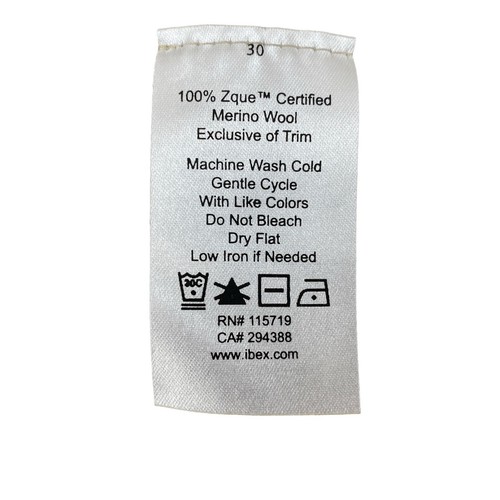 30
100% Zque™ Certified
Merino Wool
Exclusive of Trim
Machine Wash Cold
Gentle Cycle
With Like Colors
Do Not Bleach
Dry Flat
Low Iron if Needed
30C
RN# 115719
CA# 294388
www.ibex.com